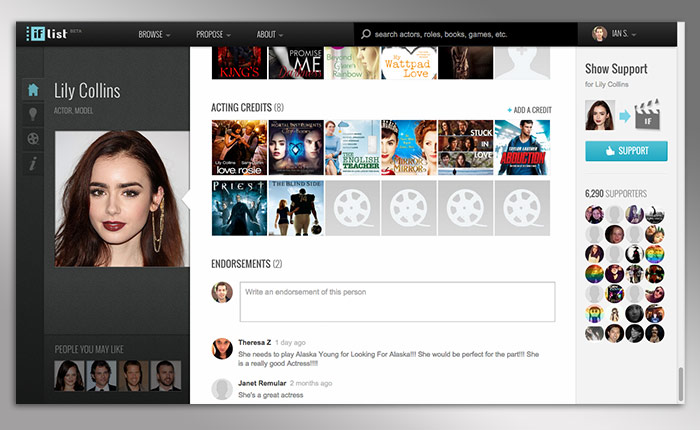 if list BETA
BROWSE
PROPOSE
ABOUT
search actors, roles, books, games, etc.
IAN S.
Lily Collins
ACTOR, MODEL
KING'S
PROMISE ME
Beyond
Glenn
Rainbow
My Wattpad Love
ACTING CREDITS (8)
+ ADD A CREDIT
Lily Collins
love, rosie
MORTAL INSTRUMENTS
THE ENGLISH TEACHER
MIRROR MIRROR
STUCK IN LOVE
TAYLOR LAUTNER
ABDUCTION
PRIEST
THE BLIND SIDE
ENDORSEMENTS (2)
Write an endorsement of this person
Theresa Z 1 day ago
She needs to play Alaska Young for Looking For Alaska!!! She would be perfect for the part!!! She
is a really good Actress!!!!!
Janet Remular 2 months ago
She's a great actress
PEOPLE YOU MAY LIKE
Show Support
for Lily Collins
IF
SUPPORT
6,290 SUPPORTERS